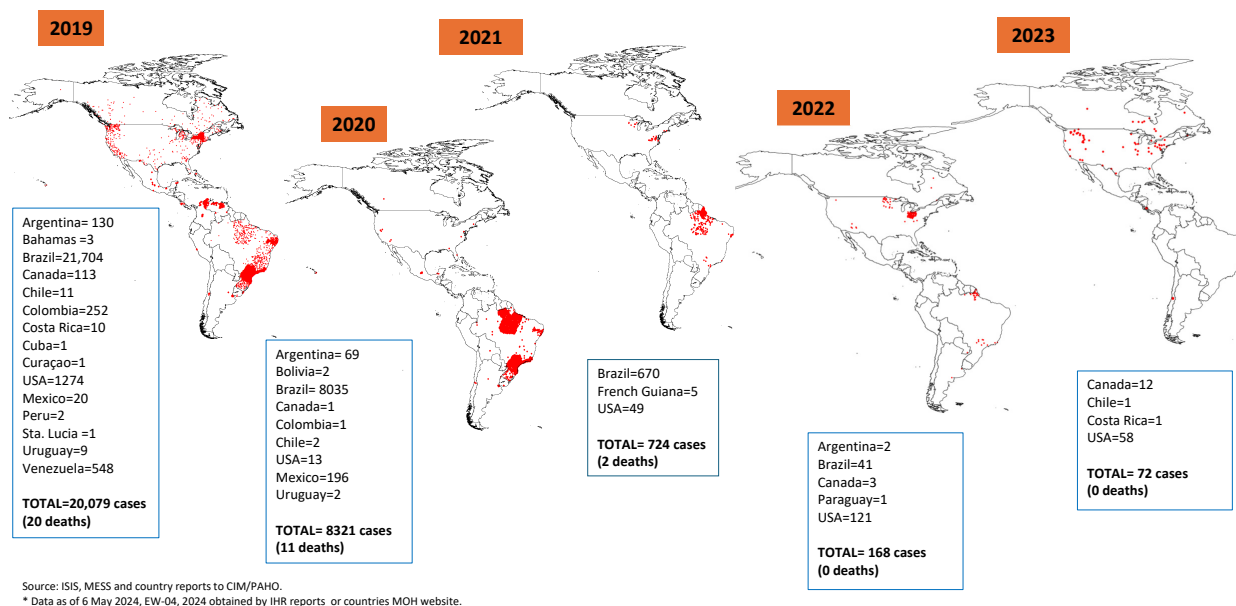 2019
Argentina= 130
Bahamas =3
Brazil=21,704
Canada=113
Chile=11
Colombia=252
Costa Rica=10
Cuba=1
Curaçao=1
USA=1274
Mexico=20
Peru=2
Sta. Lucia =1
Uruguay=9
Venezuela=548
TOTAL=20,079 cases
(20 deaths)
2020
Argentina= 69
Bolivia=2
Brazil= 8035
Canada=1
Colombia=1
Chile=2
USA=13
Mexico=196
Uruguay=2
TOTAL= 8321 cases
(11 deaths)
2021
Brazil=670
French Guiana=5
USA=49
TOTAL= 724 cases
(2 deaths)
2022
Argentina=2
Brazil=41
Canada=3
Paraguay=1
USA=121
TOTAL= 168 cases
(0 deaths)
2023
Canada=12
Chile=1
Costa Rica=1
USA=58
TOTAL= 72 cases
(0 deaths)
Source: ISIS, MESS and country reports to CIM/PAHO.
* Data as of 6 May 2024, EW-04, 2024 obtained by IHR reports or countries MOH website.